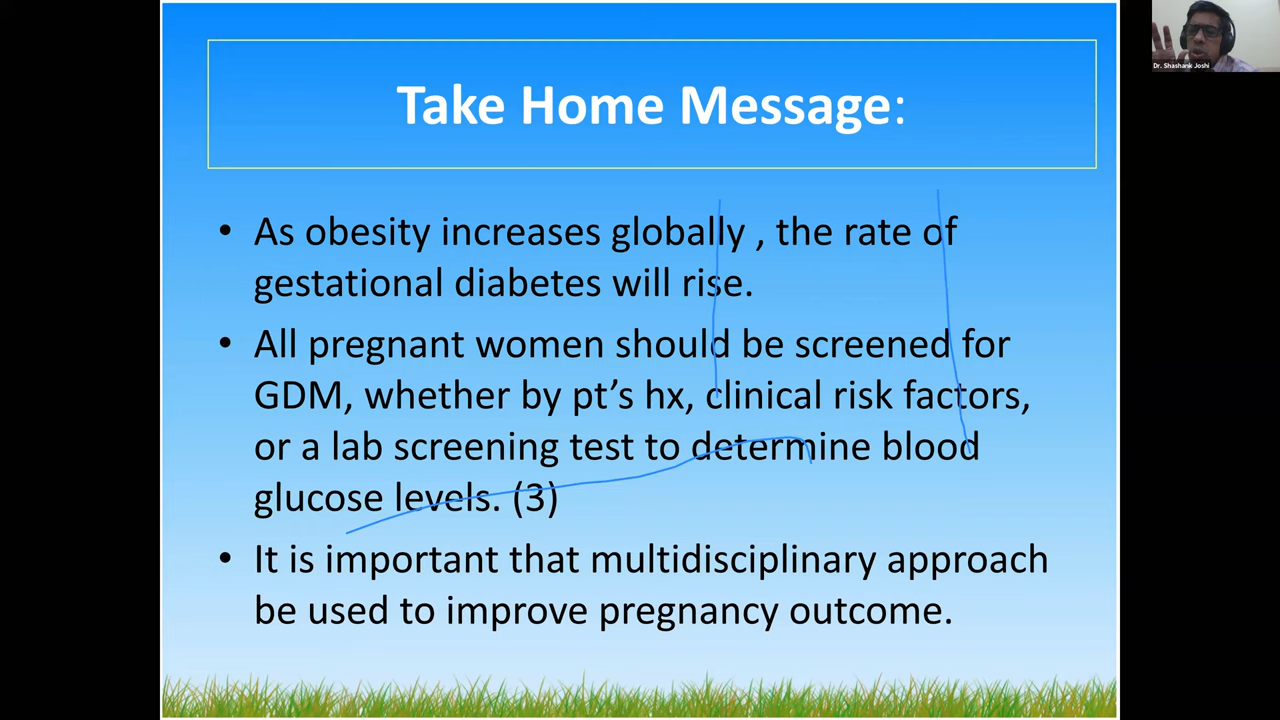 Take Home Message:
• As obesity increases globally , the rate of
gestational diabetes will rise.
• All pregnant women should be screened for
GDM, whether by pt’s hx, clinical risk factors,
or a lab screening test to determine blood
glucose levels. (3)
• It is important that multidisciplinary approach
be used to improve pregnancy outcome.
Dr. Shashank Joshi